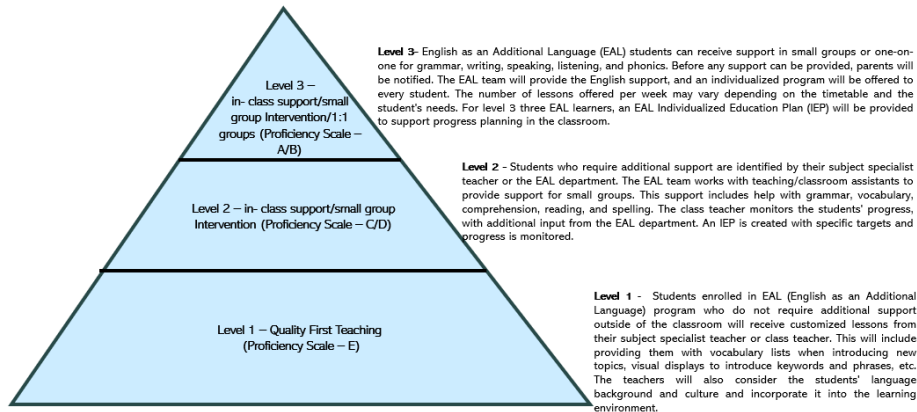 Level 3 –
in- class support/small
group Intervention/1:1
groups (Proficiency Scale –
A/B)
Level 3- English as an Additional Language (EAL) students can receive support in small groups or one-on-
one for grammar, writing, speaking, listening, and phonics. Before any support can be provided, parents will
be notified. The EAL team will provide the English support, and an individualized program will be offered to
every student. The number of lessons offered per week may vary depending on the timetable and the
student's needs. For level 3 three EAL learners, an EAL Individualized Education Plan (IEP) will be provided
to support progress planning in the classroom.
Level 2 – in- class support/small group
Intervention (Proficiency Scale – C/D)
Level 2 - Students who require additional support are identified by their subject specialist
teacher or the EAL department. The EAL team works with teaching/classroom assistants to
provide support for small groups. This support includes help with grammar, vocabulary,
comprehension, reading, and spelling. The class teacher monitors the students' progress,
with additional input from the EAL department. An IEP is created with specific targets and
progress is monitored.
Level 1 – Quality First Teaching
(Proficiency Scale – E)
Level 1 - Students enrolled in EAL (English as an Additional
Language) program who do not require additional support
outside of the classroom will receive customized lessons from
their subject specialist teacher or class teacher. This will include
providing them with vocabulary lists when introducing new
topics, visual displays to introduce keywords and phrases, etc.
The teachers will also consider the students' language
background and culture and incorporate it into the learning
environment.